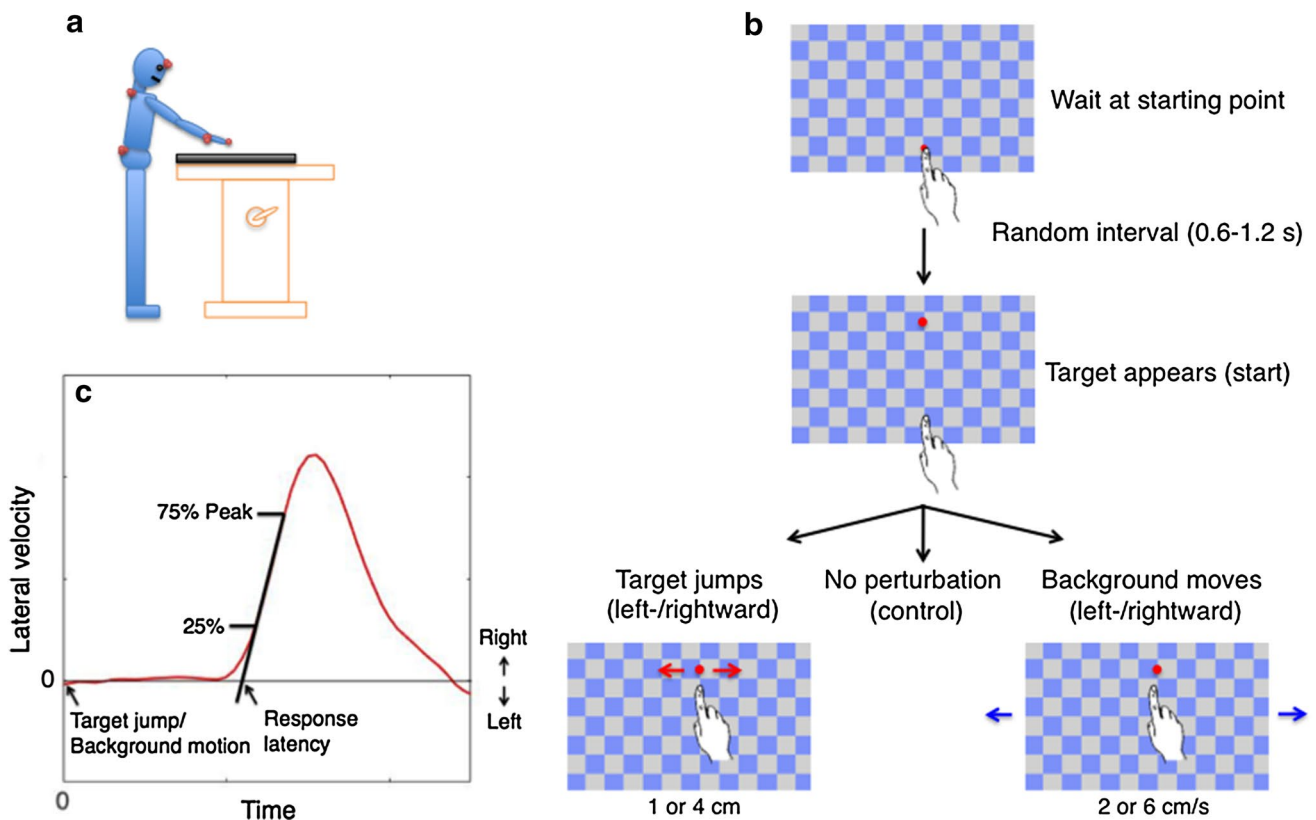 a
b
Wait at starting point
Random interval (0.6-1.2 s)
Target appears (start)
Target jumps
(left-/rightward)
No perturbation
(control)
Background moves
(left-/rightward)
1 or 4 cm
2 or 6 cm/s
c
Lateral velocity
75% Peak
25%
0
Right
Left
Target jump/
Background motion
Response
latency
0
Time